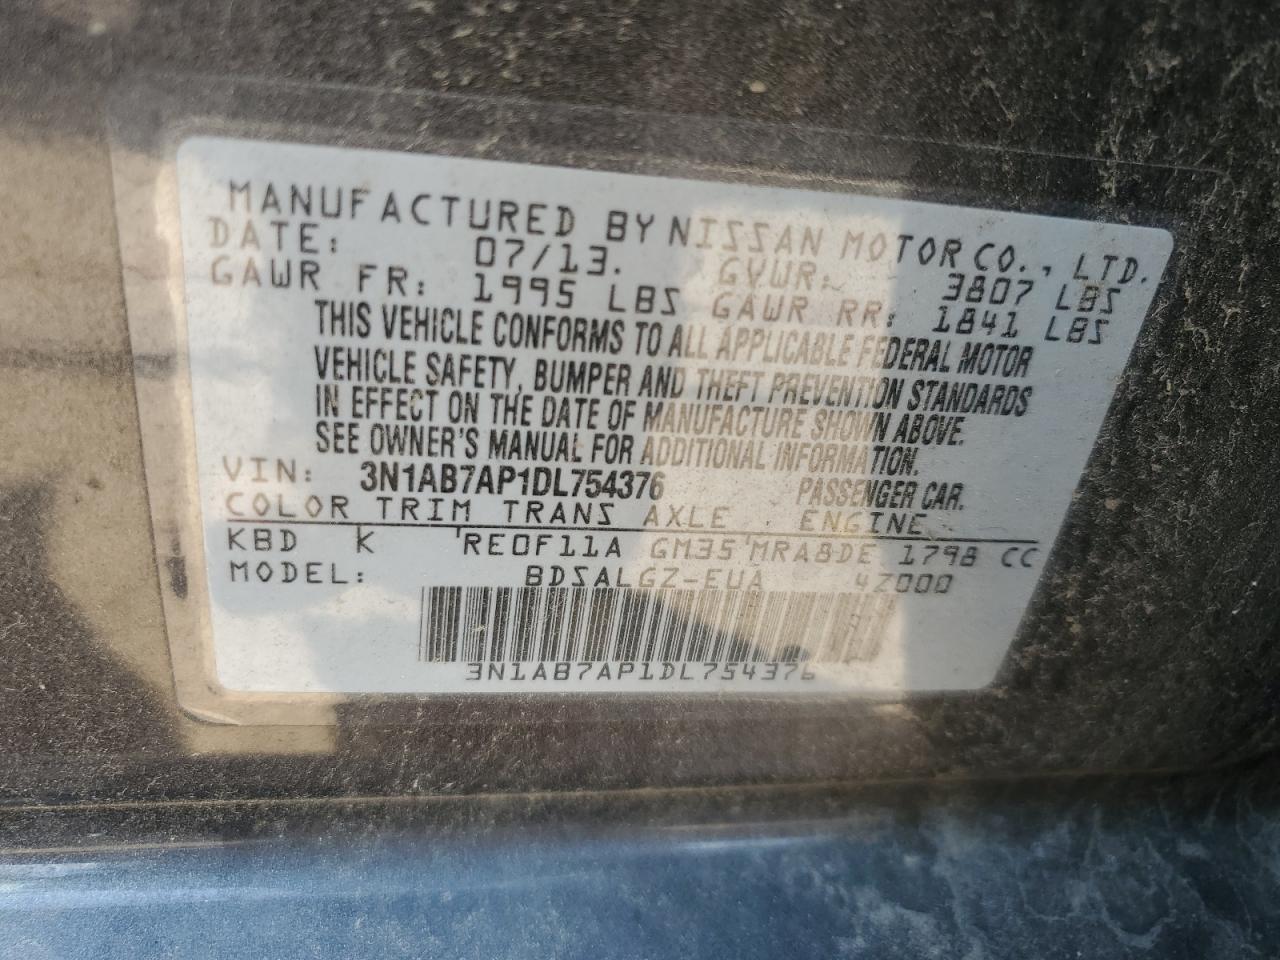 MANUFACTURED BY NISSAN MOTOR CO., LTD.
DATE: 07/13. GVWR: 3807 LBS
GAWR FR: 1995 LBS GAWR RR: 1841 LBS
THIS VEHICLE CONFORMS TO ALL APPLICABLE FEDERAL MOTOR
VEHICLE SAFETY, BUMPER AND THEFT PREVENTION STANDARDS
IN EFFECT ON THE DATE OF MANUFACTURE SHOWN ABOVE.
SEE OWNER'S MANUAL FOR ADDITIONAL INFORMATION.
VIN: 3N1AB7AP1DL754376 PASSENGER CAR.
COLOR TRIM TRANS AXLE ENGINE
KBD K RE0F11A GM35 MRA8DE 1798 CC
MODEL: BDSALGZ-EUA 4Z000
3N1AB7AP1DL754376